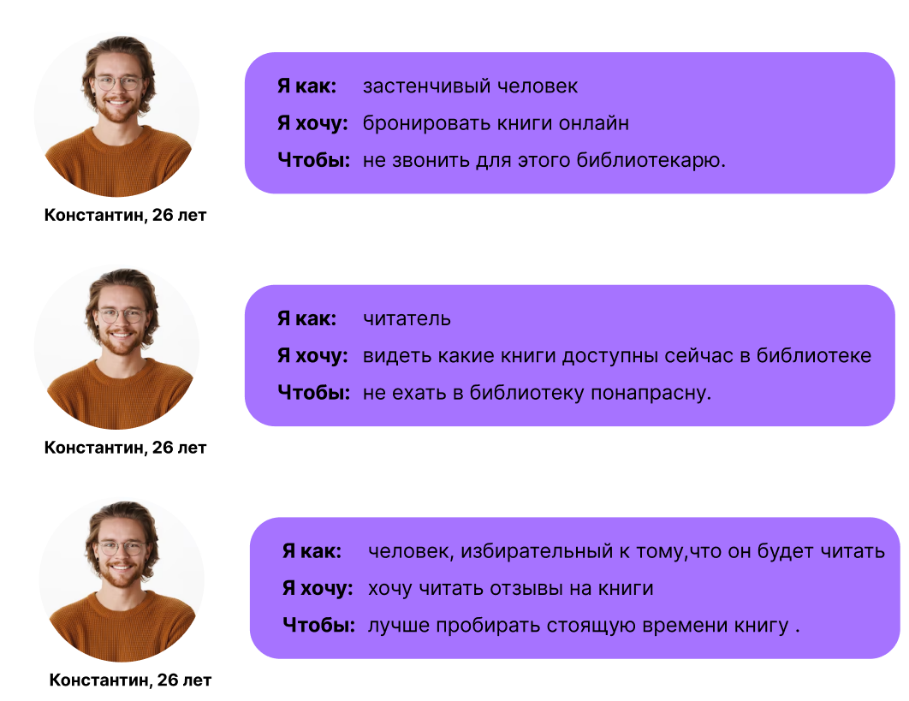 Я как: застенчивый человек
Я хочу: бронировать книги онлайн
Чтобы: не звонить для этого библиотекарю.
Константин, 26 лет
Я как: читатель
Я хочу: видеть какие книги доступны сейчас в библиотеке
Чтобы: не ехать в библиотеку понапрасну.
Константин, 26 лет
Я как: человек, избирательный к тому,что он будет читать
Я хочу: хочу читать отзывы на книги
Чтобы: лучше пробирать стоящую времени книгу .
Константин, 26 лет